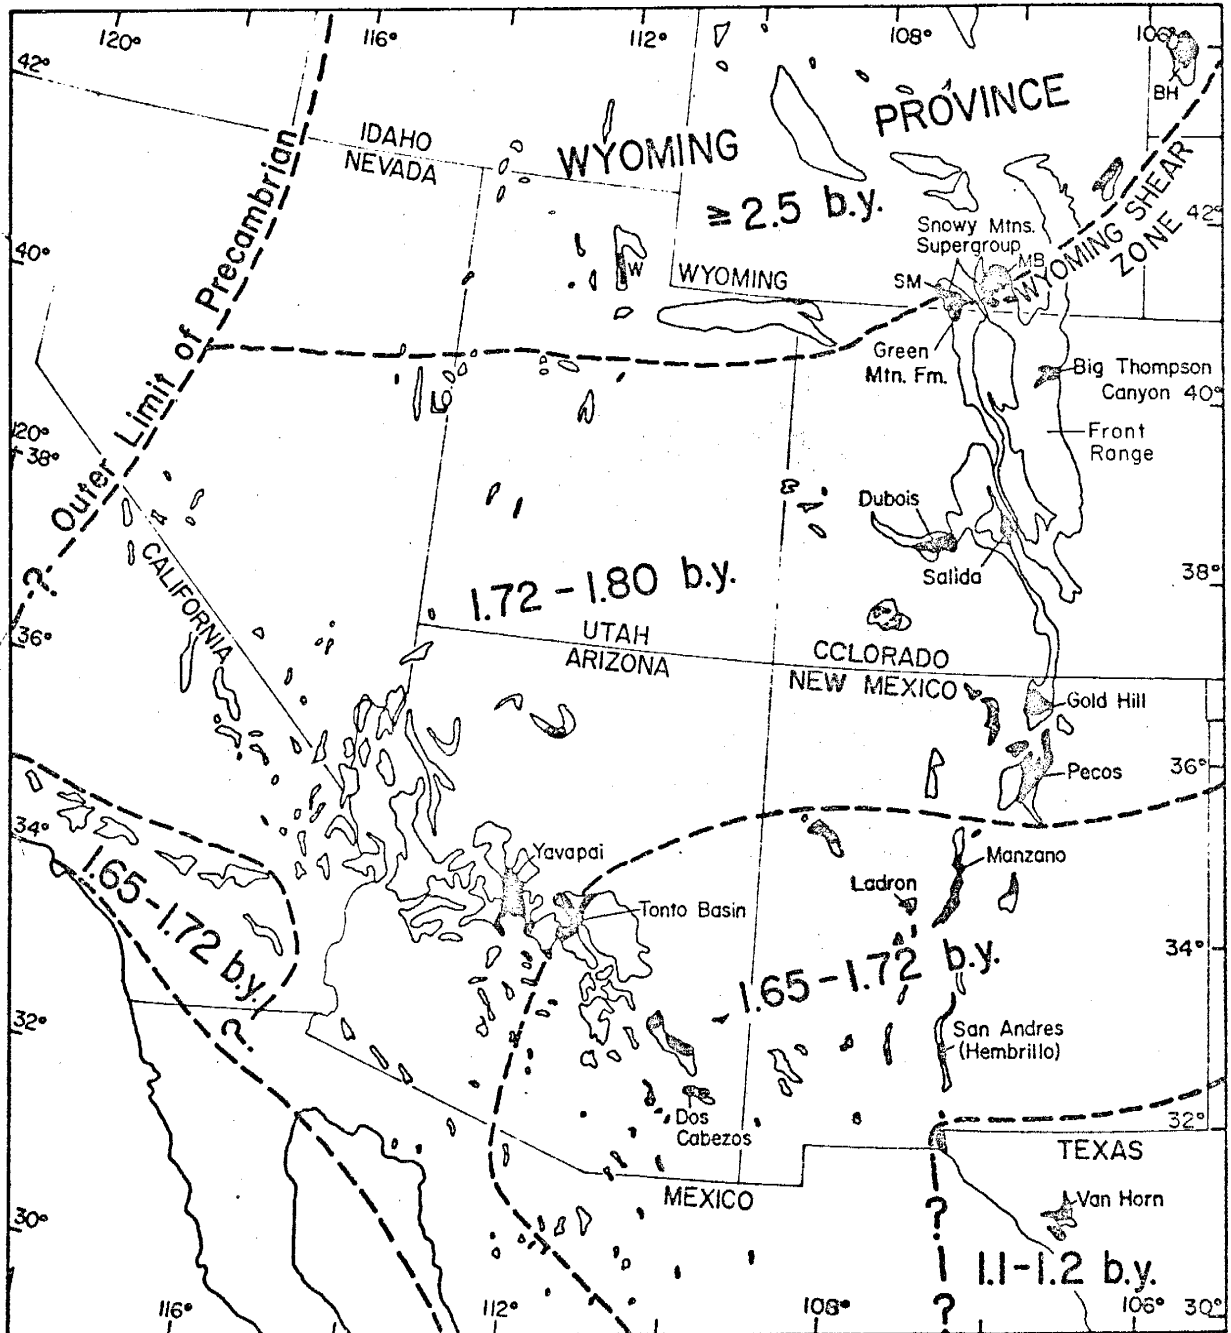 120°
116°
112°
108°
106°
42°
BH
IDAHO
NEVADA
WYOMING
PROVINCE
≥ 2.5 b.y.
Outer Limit of Precambrian
40°
W
WYOMING
Snowy Mtns.
Supergroup
SM
MB
WYOMING SHEAR
ZONE
42°
Green
Mtn. Fm.
Big Thompson
Canyon
40°
120°
38°
Front
Range
Dubois
Salida
?
CALIFORNIA
1.72 - 1.80 b.y.
38°
36°
UTAH
ARIZONA
CCLORADO
NEW MEXICO
Gold Hill
Pecos
36°
34°
1.65-1.72 b.y.
?
Yavapai
Tonto Basin
Manzano
Ladron
1.65-1.72 b.y.
34°
32°
San Andres
(Hembrillo)
Dos
Cabezos
32°
TEXAS
MEXICO
30°
?
Van Horn
1.1-1.2 b.y.
?
116°
112°
108°
106°
30°